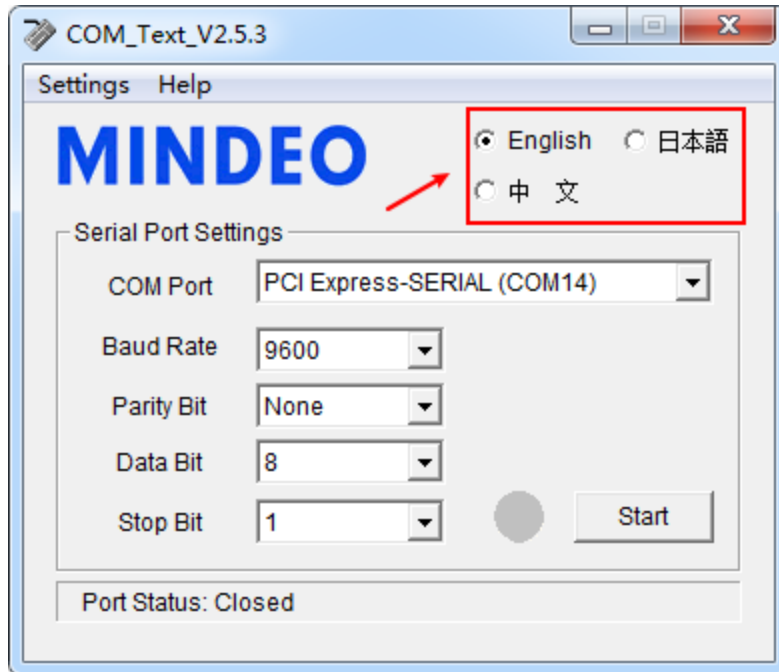 COM_Text_V2.5.3
Settings Help
MINDEO
English 日本語
中 文
Serial Port Settings
COM Port PCI Express-SERIAL (COM14)
Baud Rate 9600
Parity Bit None
Data Bit 8
Stop Bit 1
Start
Port Status: Closed